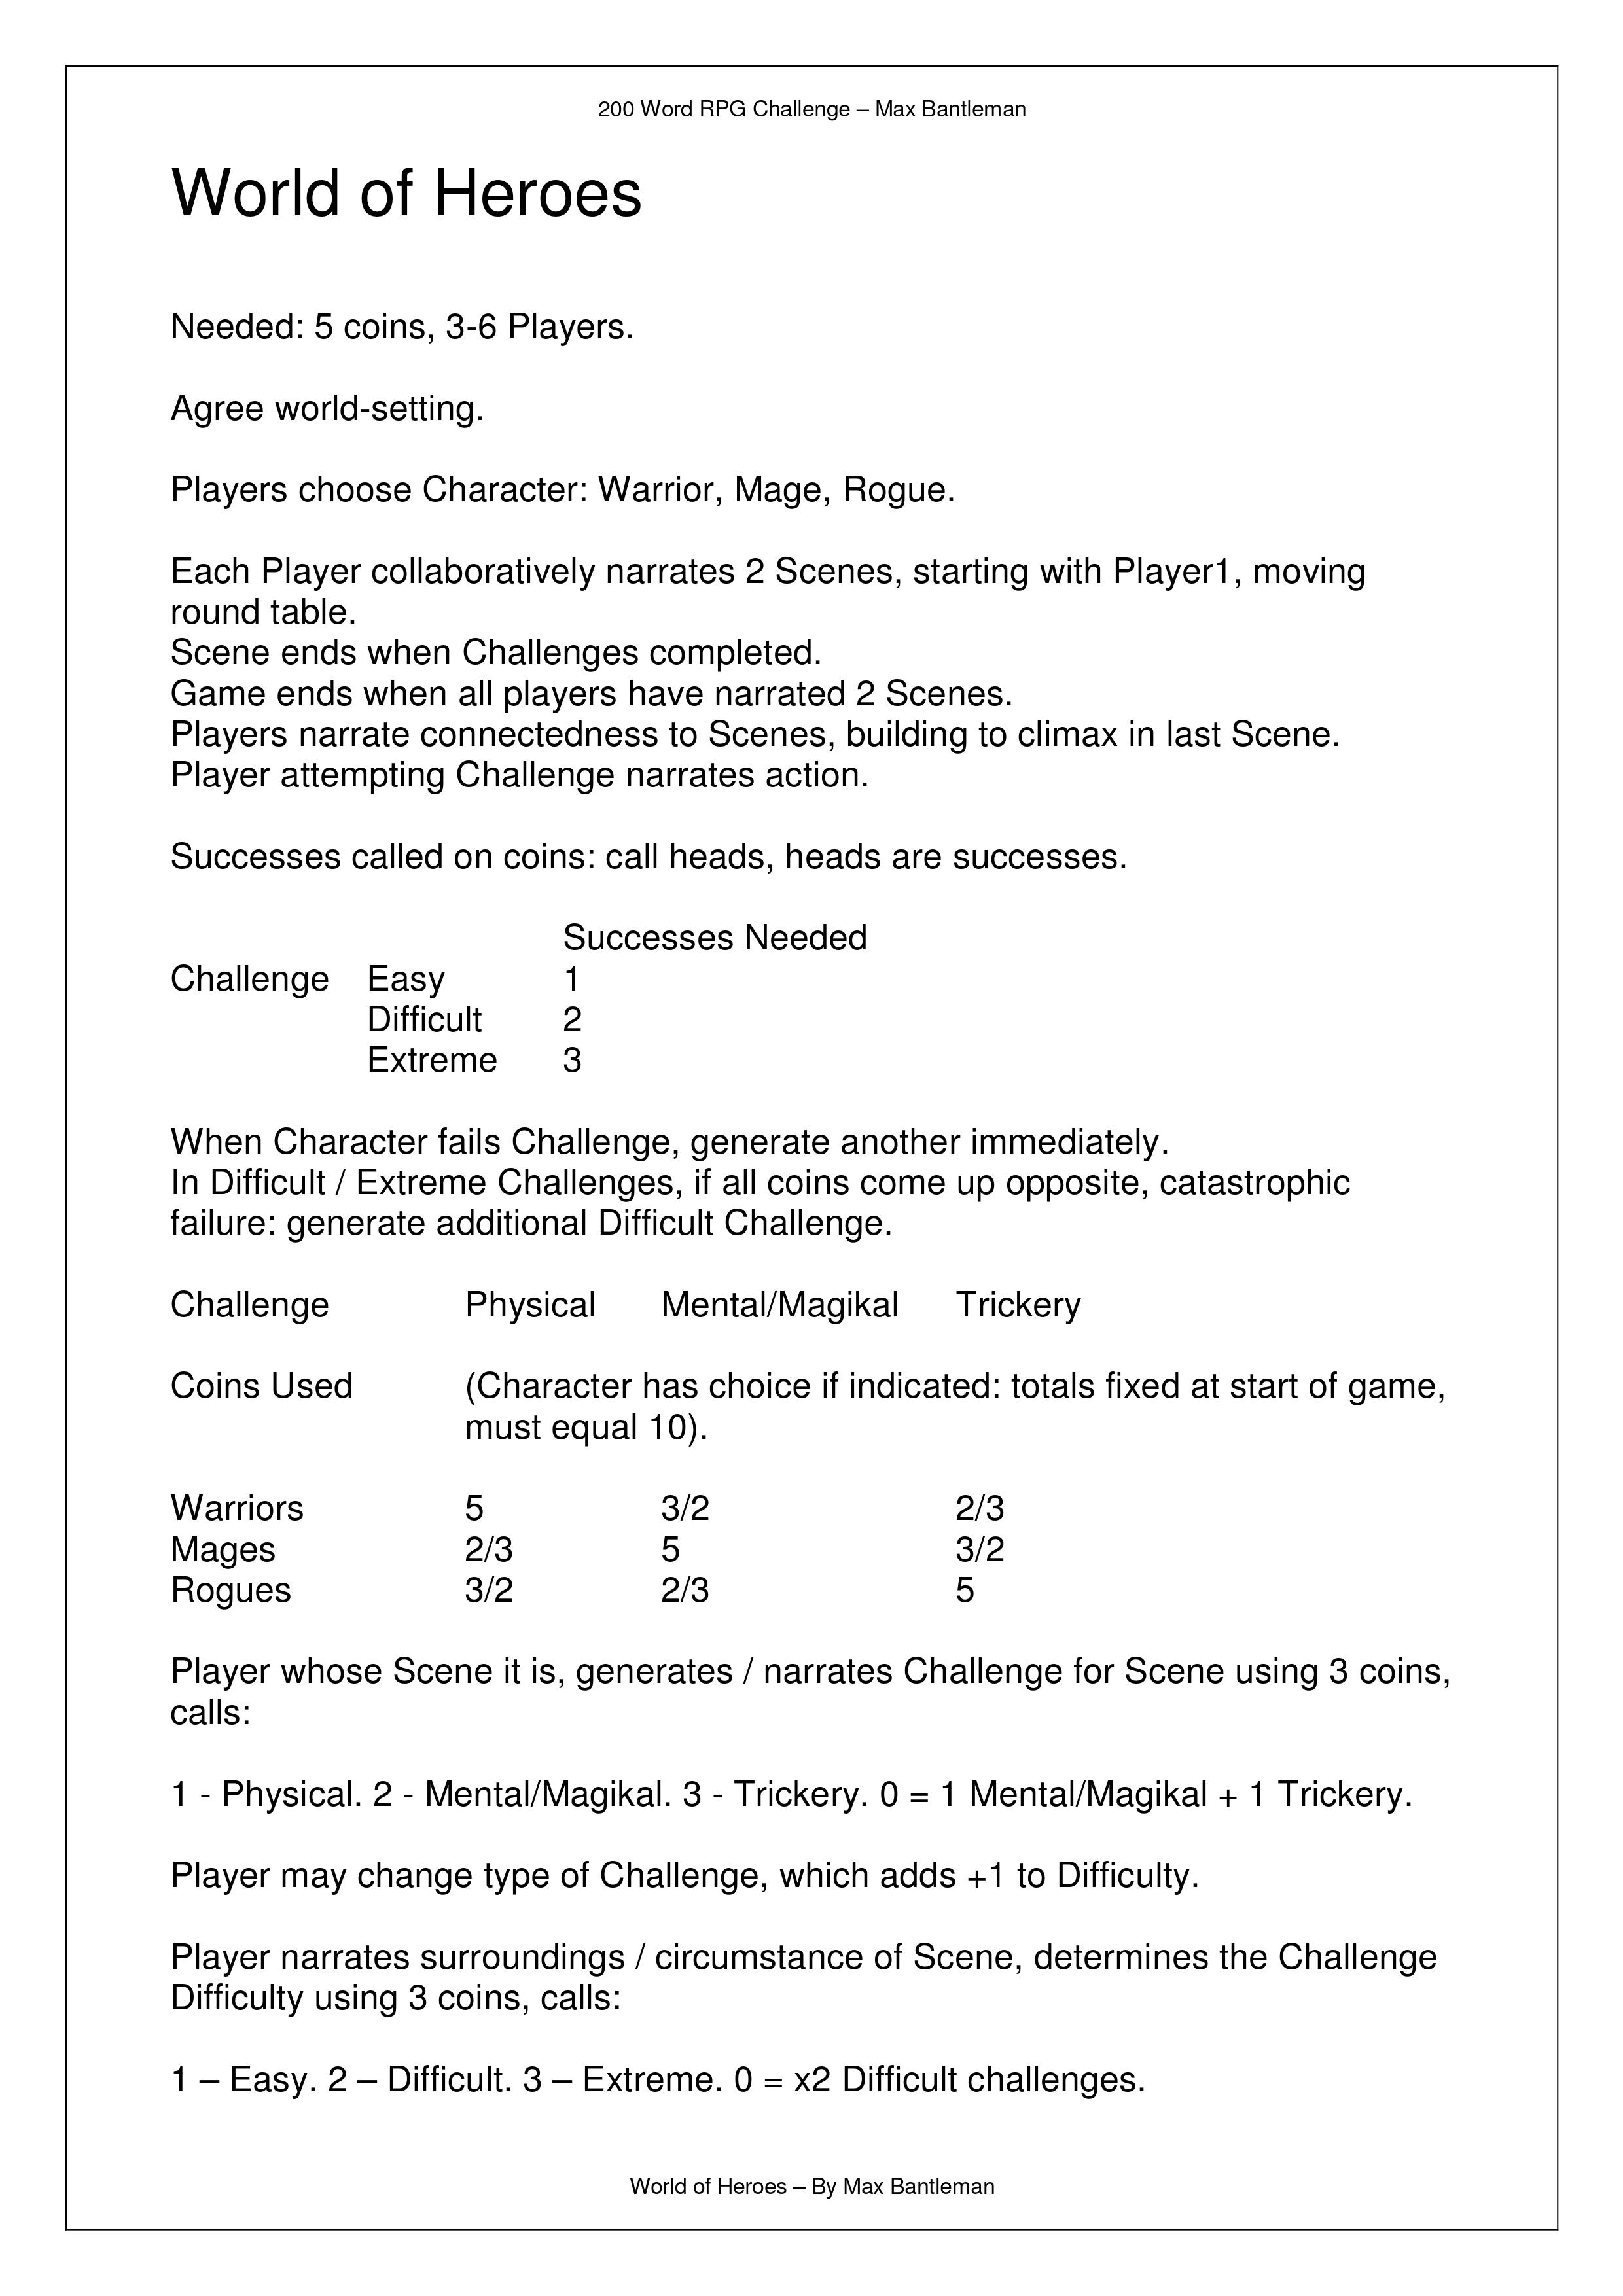 200 Word RPG Challenge – Max Bantleman
World of Heroes
Needed: 5 coins, 3-6 Players.
Agree world-setting.
Players choose Character: Warrior, Mage, Rogue.
Each Player collaboratively narrates 2 Scenes, starting with Player1, moving
round table.
Scene ends when Challenges completed.
Game ends when all players have narrated 2 Scenes.
Players narrate connectedness to Scenes, building to climax in last Scene.
Player attempting Challenge narrates action.
Successes called on coins: call heads, heads are successes.
Successes Needed
Challenge Easy 1
Difficult 2
Extreme 3
When Character fails Challenge, generate another immediately.
In Difficult / Extreme Challenges, if all coins come up opposite, catastrophic
failure: generate additional Difficult Challenge.
Challenge Physical Mental/Magikal Trickery
Coins Used (Character has choice if indicated: totals fixed at start of game,
must equal 10).
Warriors 5 3/2 2/3
Mages 2/3 5 3/2
Rogues 3/2 2/3 5
Player whose Scene it is, generates / narrates Challenge for Scene using 3 coins,
calls:
1 - Physical. 2 - Mental/Magikal. 3 - Trickery. 0 = 1 Mental/Magikal + 1 Trickery.
Player may change type of Challenge, which adds +1 to Difficulty.
Player narrates surroundings / circumstance of Scene, determines the Challenge
Difficulty using 3 coins, calls:
1 – Easy. 2 – Difficult. 3 – Extreme. 0 = x2 Difficult challenges.
World of Heroes – By Max Bantleman